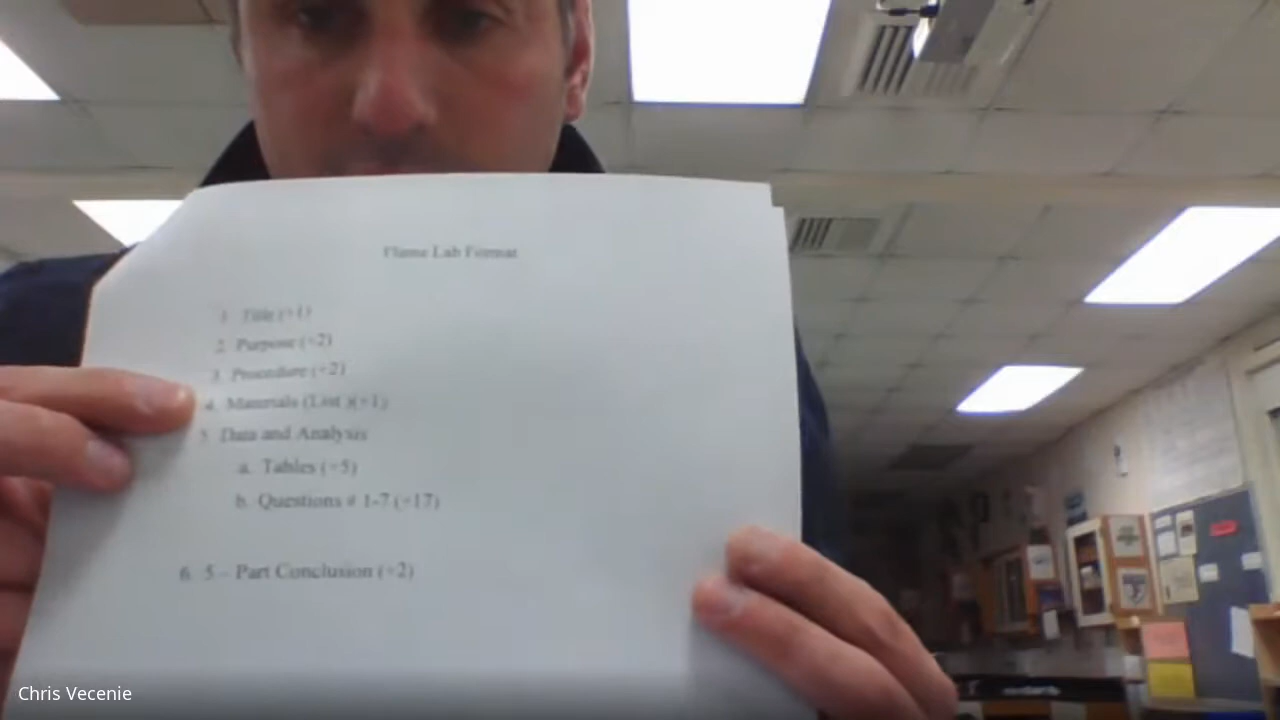 Flame Lab Format
1. Title (+1)
2. Purpose (+2)
3. Procedure (+2)
4. Materials (List )(+1)
5. Data and Analysis
a. Tables (+5)
b. Questions # 1-7 (+17)
6. 5 – Part Conclusion (+2)
Chris Vecenie